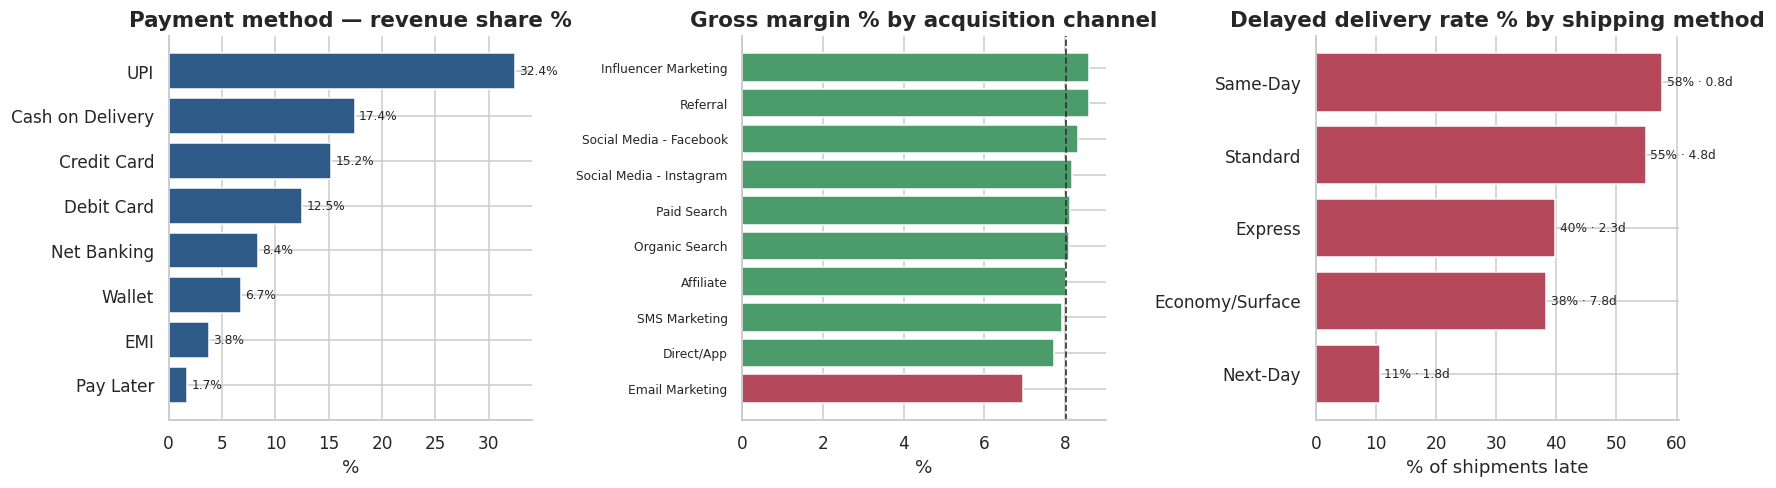 Payment method — revenue share %
UPI
32.4%
Cash on Delivery
17.4%
Credit Card
15.2%
Debit Card
12.5%
Net Banking
8.4%
Wallet
6.7%
EMI
3.8%
Pay Later
1.7%
0 5 10 15 20 25 30
%
Gross margin % by acquisition channel
Influencer Marketing
Referral
Social Media - Facebook
Social Media - Instagram
Paid Search
Organic Search
Affiliate
SMS Marketing
Direct/App
Email Marketing
0 2 4 6 8
%
Delayed delivery rate % by shipping method
Same-Day
58% · 0.8d
Standard
55% · 4.8d
Express
40% · 2.3d
Economy/Surface
38% · 7.8d
Next-Day
11% · 1.8d
0 10 20 30 40 50 60
% of shipments late